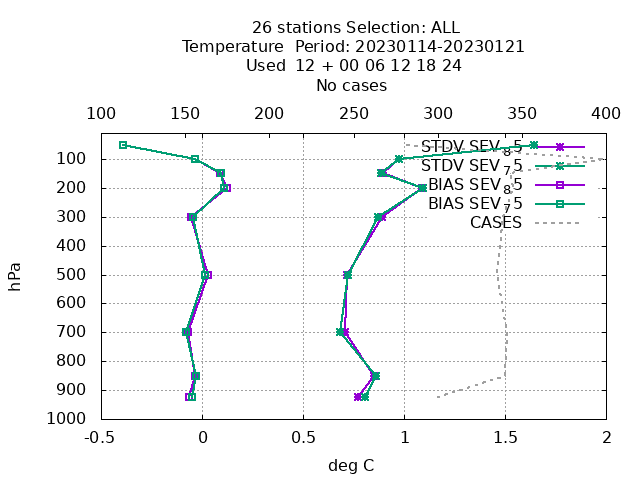 26 stations Selection: ALL
Temperature  Period: 20230114-20230121
Used  12 + 00 06 12 18 24
No cases
100 150 200 250 300 350 400
STDV SEV_8 5
STDV SEV_7 5
BIAS SEV_8 5
BIAS SEV_7 5
CASES
100
200
300
400
500
600
700
800
900
1000
hPa
-0.5 0 0.5 1 1.5 2
deg C